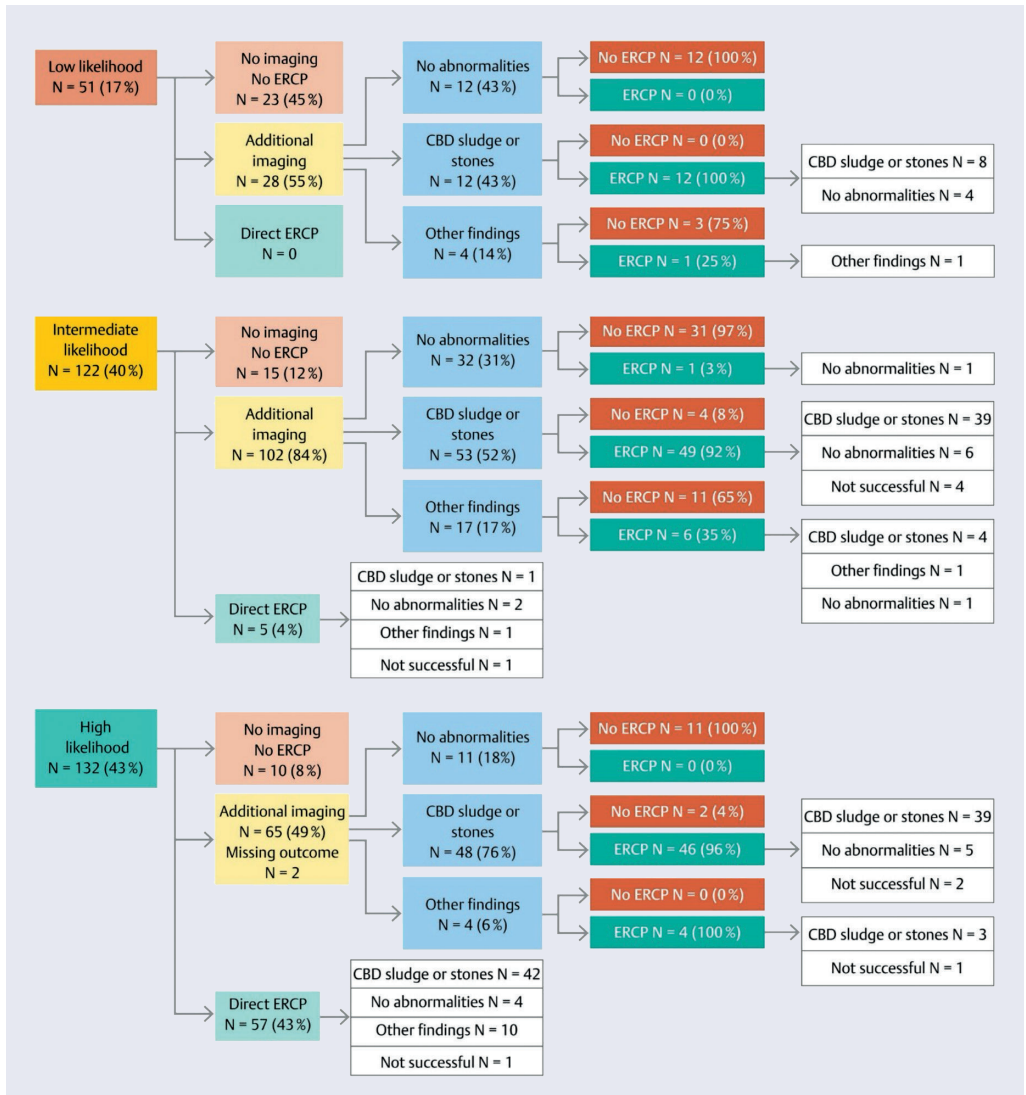 Low likelihood
N = 51 (17 %)
No imaging
No ERCP
N = 23 (45 %)
Additional
imaging
N = 28 (55 %)
Direct ERCP
N = 0
No abnormalities
N = 12 (43 %)
CBD sludge or
stones
N = 12 (43 %)
Other findings
N = 4 (14 %)
No ERCP N = 12 (100 %)
ERCP N = 0 (0 %)
No ERCP N = 0 (0 %)
ERCP N = 12 (100 %)
No ERCP N = 3 (75 %)
ERCP N = 1 (25 %)
CBD sludge or stones N = 8
No abnormalities N = 4
Other findings N = 1
Intermediate
likelihood
N = 122 (40 %)
No imaging
No ERCP
N = 15 (12 %)
Additional
imaging
N = 102 (84 %)
Direct ERCP
N = 5 (4 %)
CBD sludge or stones N = 1
No abnormalities N = 2
Other findings N = 1
Not successful N = 1
No abnormalities
N = 32 (31%)
CBD sludge or
stones
N = 53 (52 %)
Other findings
N = 17 (17 %)
No ERCP N = 31 (97 %)
ERCP N = 1 (3 %)
No ERCP N = 4 (8 %)
ERCP N = 49 (92 %)
No ERCP N = 11 (65 %)
ERCP N = 6 (35 %)
No abnormalities N = 1
CBD sludge or stones N = 39
No abnormalities N = 6
Not successful N = 4
CBD sludge or stones N = 4
Other findings N = 1
No abnormalities N = 1
High
likelihood
N = 132 (43 %)
No imaging
No ERCP
N = 10 (8 %)
Additional imaging
N = 65 (49 %)
Missing outcome
N = 2
Direct ERCP
N = 57 (43 %)
CBD sludge or stones N = 42
No abnormalities N = 4
Other findings N = 10
Not successful N = 1
No abnormalities
N = 11 (18 %)
CBD sludge or
stones
N = 48 (76 %)
Other findings
N = 4 (6 %)
No ERCP N = 11 (100 %)
ERCP N = 0 (0 %)
No ERCP N = 2 (4 %)
ERCP N = 46 (96 %)
No ERCP N = 0 (0 %)
ERCP N = 4 (100 %)
CBD sludge or stones N = 39
No abnormalities N = 5
Not successful N = 2
CBD sludge or stones N = 3
Not successful N = 1